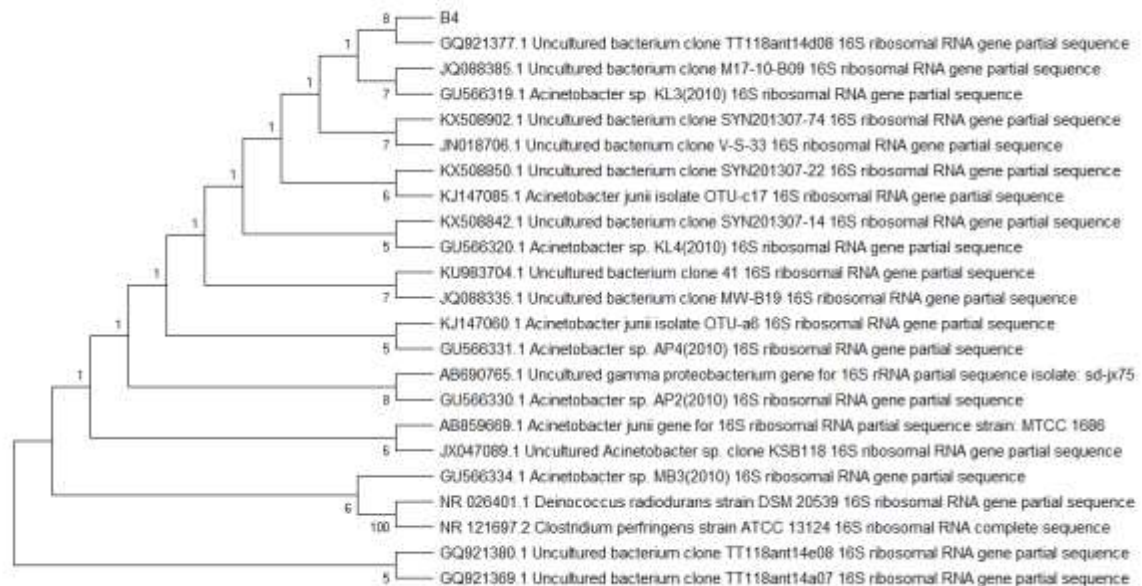 8 B4
1 GQ921377.1 Uncultured bacterium clone TT118ant14d08 16S ribosomal RNA gene partial sequence
1 JQ088385.1 Uncultured bacterium clone M17-10-B09 16S ribosomal RNA gene partial sequence
7 GU566319.1 Acinetobacter sp. KL3(2010) 16S ribosomal RNA gene partial sequence
1 KX508902.1 Uncultured bacterium clone SYN201307-74 16S ribosomal RNA gene partial sequence
7 JN018706.1 Uncultured bacterium clone V-S-33 16S ribosomal RNA gene partial sequence
1 KX508950.1 Uncultured bacterium clone SYN201307-22 16S ribosomal RNA gene partial sequence
6 KJ147085.1 Acinetobacter junii isolate OTU-c17 16S ribosomal RNA gene partial sequence
1 KX508842.1 Uncultured bacterium clone SYN201307-14 16S ribosomal RNA gene partial sequence
5 GU566320.1 Acinetobacter sp. KL4(2010) 16S ribosomal RNA gene partial sequence
1 KU983704.1 Uncultured bacterium clone 41 16S ribosomal RNA gene partial sequence
7 JQ088335.1 Uncultured bacterium clone MW-B19 16S ribosomal RNA gene partial sequence
1 KJ147060.1 Acinetobacter junii isolate OTU-a6 16S ribosomal RNA gene partial sequence
5 GU566331.1 Acinetobacter sp. AP4(2010) 16S ribosomal RNA gene partial sequence
1 AB690765.1 Uncultured gamma proteobacterium gene for 16S rRNA partial sequence isolate: sd-jx75
8 GU566330.1 Acinetobacter sp. AP2(2010) 16S ribosomal RNA gene partial sequence
AB859669.1 Acinetobacter junii gene for 16S ribosomal RNA partial sequence strain: MTCC 1686
6 JX047089.1 Uncultured Acinetobacter sp. clone KSB118 16S ribosomal RNA gene partial sequence
GU566334.1 Acinetobacter sp. MB3(2010) 16S ribosomal RNA gene partial sequence
6 NR 026401.1 Deinococcus radiodurans strain DSM 20539 16S ribosomal RNA gene partial sequence
100 NR 121697.2 Clostridium perfringens strain ATCC 13124 16S ribosomal RNA complete sequence
GQ921380.1 Uncultured bacterium clone TT118ant14e08 16S ribosomal RNA gene partial sequence
5 GQ921369.1 Uncultured bacterium clone TT118ant14a07 16S ribosomal RNA gene partial sequence